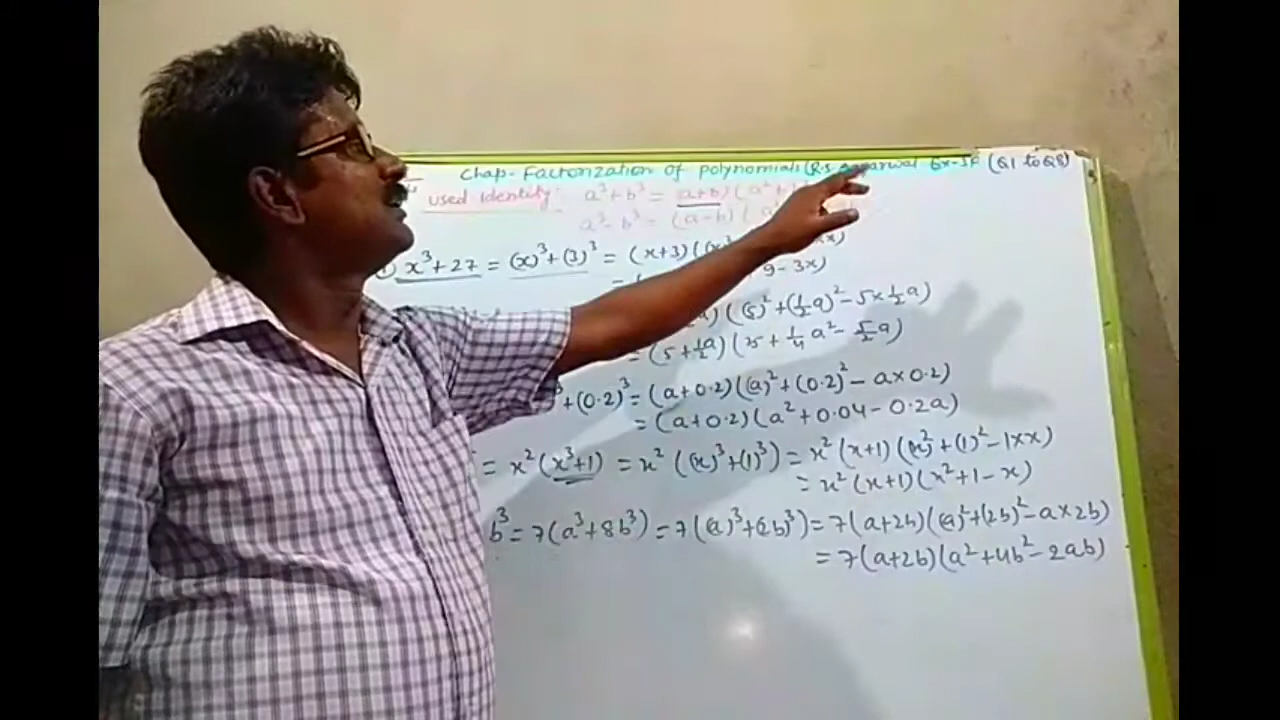 Chap- Factorization of polynomials (R.S. Agarwal Ex-5F (Q1 to Q8)
used Identity: a³+b³ = (a+b)(a²+
a³-b³ = (a-b)(a²
x³+27 = (x)³+(3)³ = (x+3)(
9-3x)
)((5)²+(½a)²-5×½a)
= (5+½a)(25+¼a²-5/2a)
+(0.2)³ = (a+0.2)((a)²+(0.2)²-a×0.2)
= (a+0.2)(a²+0.04-0.2a)
= x²(x³+1) = x²((x)³+(1)³) = x²(x+1)((x)²+(1)²-1×x)
= x²(x+1)(x²+1-x)
b³ = 7(a³+8b³) = 7((a)³+(2b)³) = 7(a+2b)((a)²+(2b)²-a×2b)
= 7(a+2b)(a²+4b²-2ab)